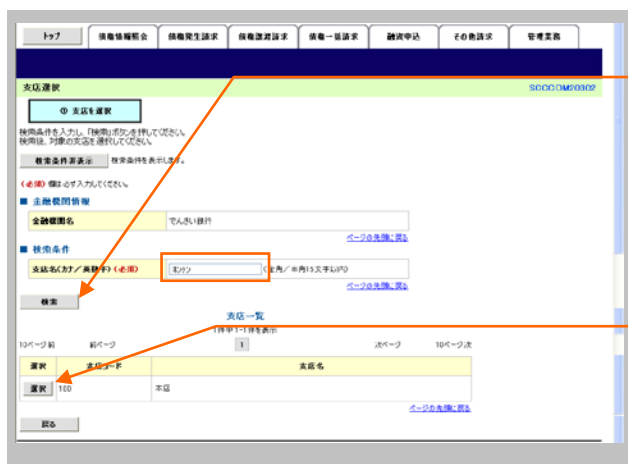 トップ 債権情報照会 債権発生請求 債権譲渡請求 債権一括請求 融資申込 その他請求 管理業務
支店選択 SCCCOM20302
① 支店を選択
検索条件を入力し、「検索」ボタンを押してください。
検索後、対象の支店を選択してください。
検索条件非表示 検索条件を表示します。
(必須) 欄は必ず入力してください。
■ 金融機関情報
金融機関名 でんさい銀行
ページの先頭に戻る
■ 検索条件
支店名(カナ/英数字)(必須) ホンテン (全角/半角15文字以内)
ページの先頭に戻る
検索
支店一覧
1件中 1-1件を表示
10ページ前 前ページ 1 次ページ 10ページ次
選択 支店コード 支店名
選択 100 本店
ページの先頭に戻る
戻る